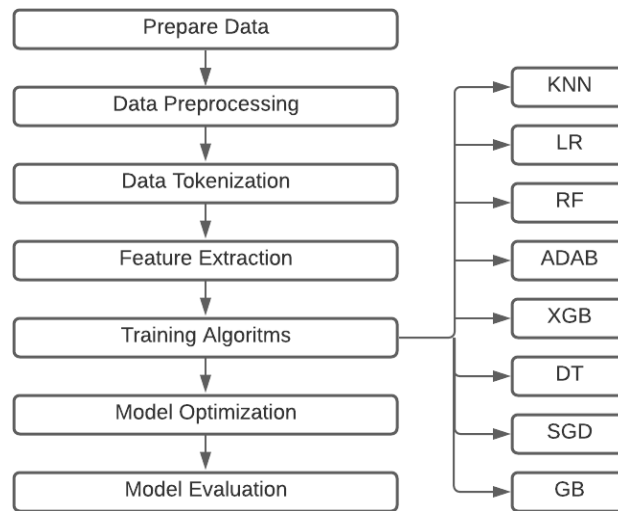 Prepare Data
Data Preprocessing
Data Tokenization
Feature Extraction
Training Algoritms
Model Optimization
Model Evaluation
KNN
LR
RF
ADAB
XGB
DT
SGD
GB